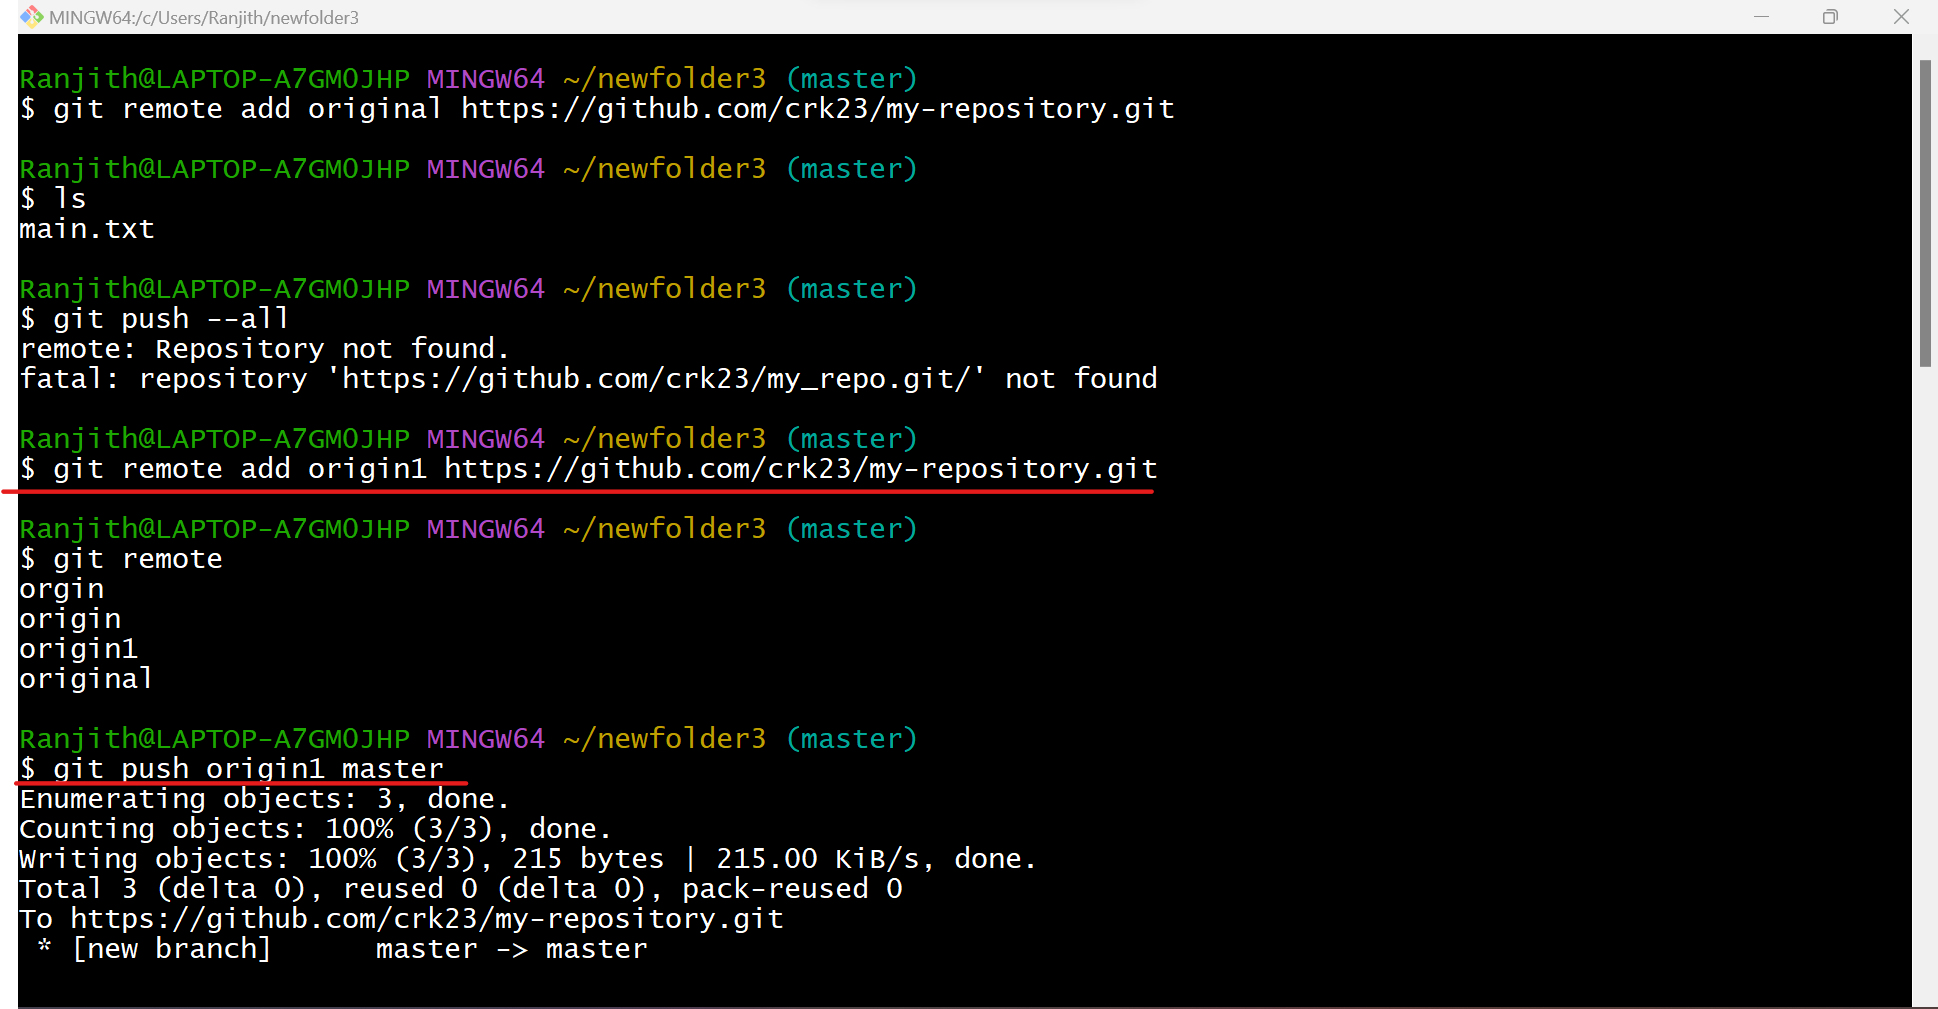 MINGW64:/c/Users/Ranjith/newfolder3
Ranjith@LAPTOP-A7GMOJHP MINGW64 ~/newfolder3 (master)
$ git remote add original https://github.com/crk23/my-repository.git
Ranjith@LAPTOP-A7GMOJHP MINGW64 ~/newfolder3 (master)
$ ls
main.txt
Ranjith@LAPTOP-A7GMOJHP MINGW64 ~/newfolder3 (master)
$ git push --all
remote: Repository not found.
fatal: repository 'https://github.com/crk23/my_repo.git/' not found
Ranjith@LAPTOP-A7GMOJHP MINGW64 ~/newfolder3 (master)
$ git remote add origin1 https://github.com/crk23/my-repository.git
Ranjith@LAPTOP-A7GMOJHP MINGW64 ~/newfolder3 (master)
$ git remote
orgin
origin
origin1
original
Ranjith@LAPTOP-A7GMOJHP MINGW64 ~/newfolder3 (master)
$ git push origin1 master
Enumerating objects: 3, done.
Counting objects: 100% (3/3), done.
Writing objects: 100% (3/3), 215 bytes | 215.00 KiB/s, done.
Total 3 (delta 0), reused 0 (delta 0), pack-reused 0
To https://github.com/crk23/my-repository.git
 * [new branch]      master -> master